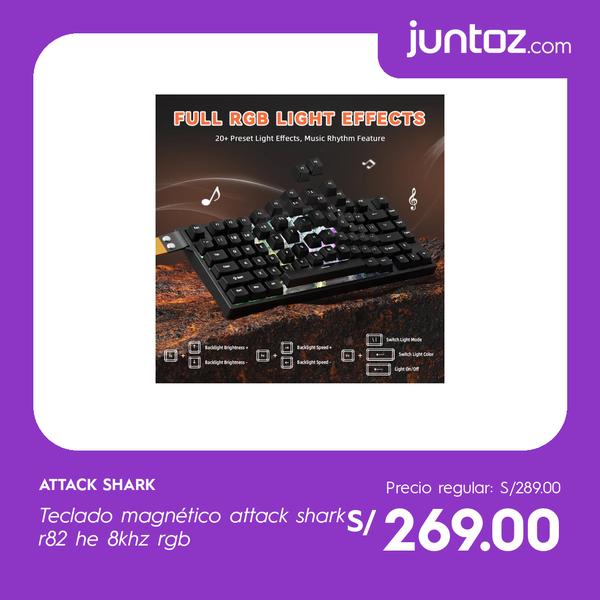 juntoz.com
FULL RGB LIGHT EFFECTS
20+ Preset Light Effects, Music Rhythm Feature
Backlight Brightness +
Backlight Brightness -
Backlight Speed +
Backlight Speed -
Switch Light Mode
Switch Light Color
Light On/Off
ATTACK SHARK
Precio regular: S/289.00
Teclado magnético attack shark
r82 he 8khz rgb
S/ 269.00